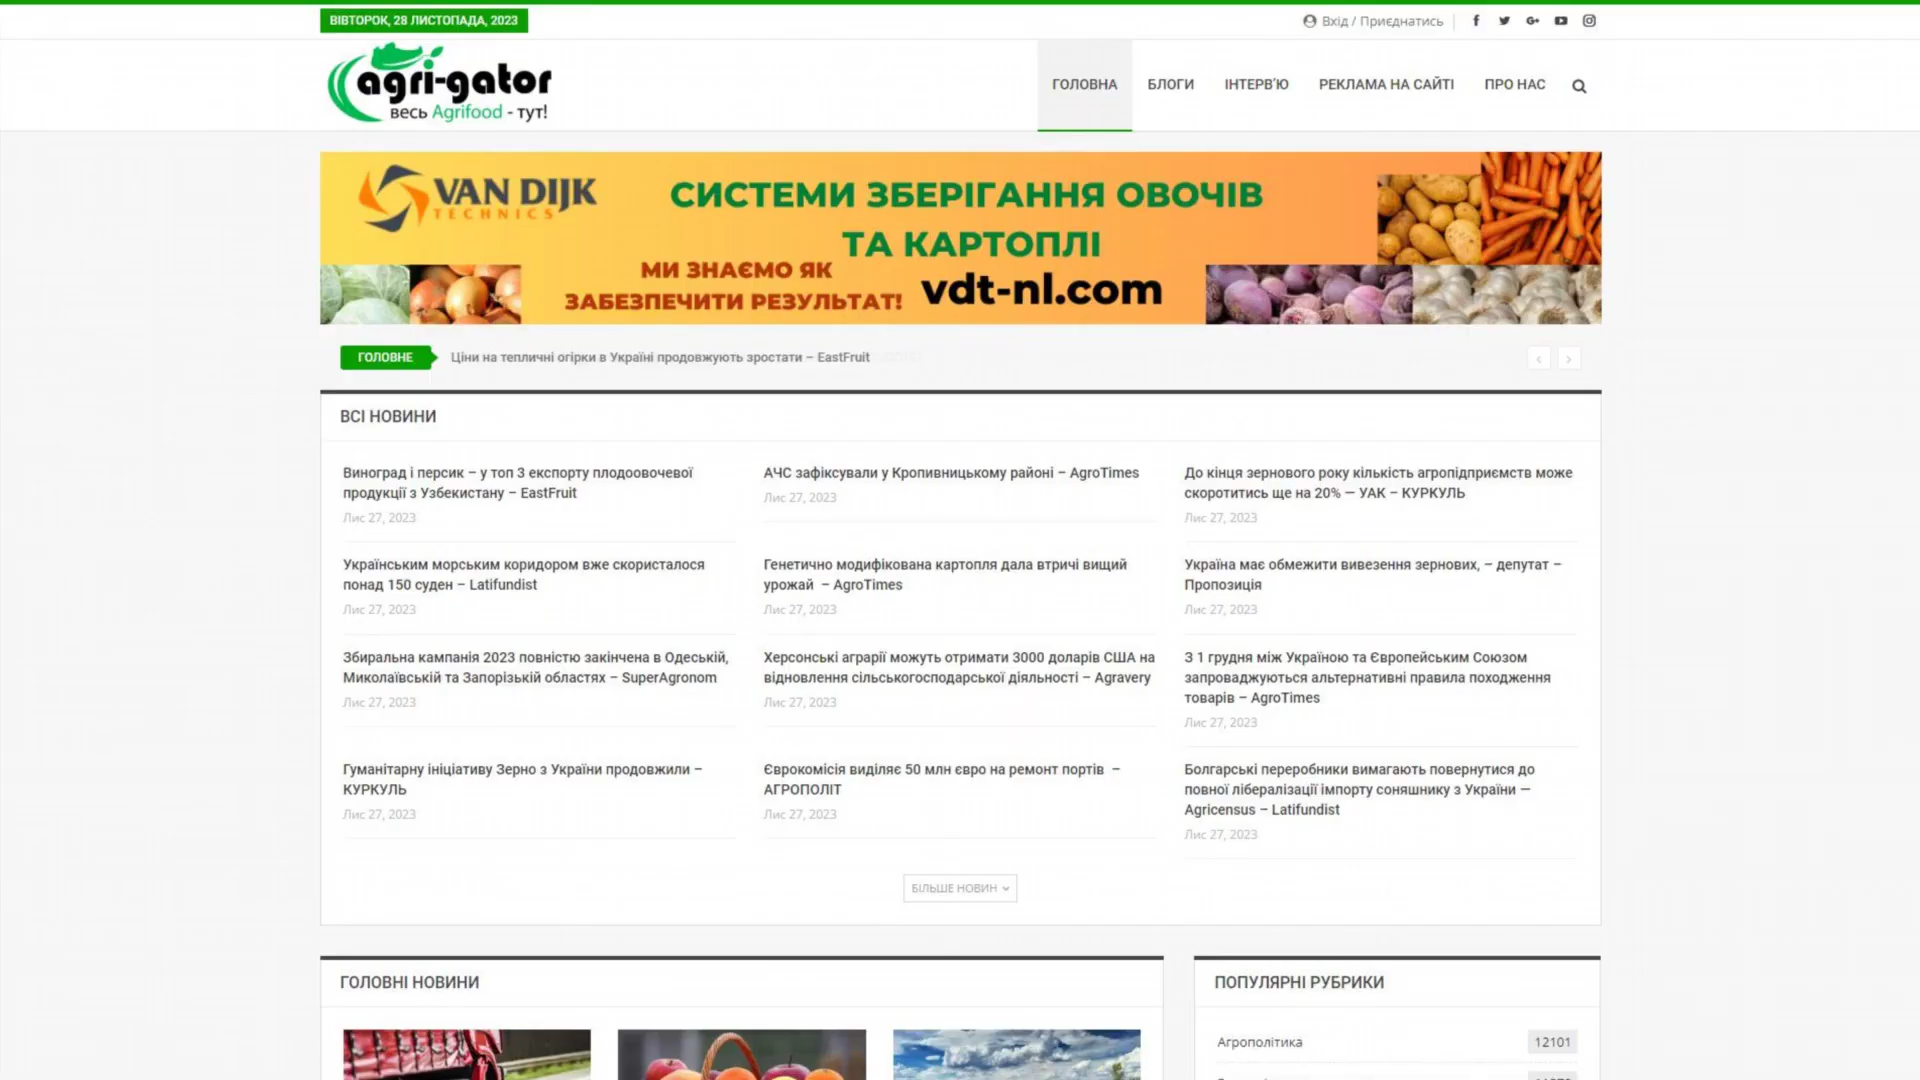 ВІВТОРОК, 28 ЛИСТОПАДА, 2023
Вхід / Приєднатись
agri-gator
весь Agrifood - тут!
ГОЛОВНА
БЛОГИ
ІНТЕРВ'Ю
РЕКЛАМА НА САЙТІ
ПРО НАС
VAN DIJK
TECHNICS
СИСТЕМИ ЗБЕРІГАННЯ ОВОЧІВ
ТА КАРТОПЛІ
МИ ЗНАЄМО ЯК
ЗАБЕЗПЕЧИТИ РЕЗУЛЬТАТ!
vdt-nl.com
ГОЛОВНЕ
Ціни на тепличні огірки в Україні продовжують зростати – EastFruit
ВСІ НОВИНИ
Виноград і персик – у топ 3 експорту плодоовочевої
продукції з Узбекистану – EastFruit
Лис 27, 2023
АЧС зафіксували у Кропивницькому районі – AgroTimes
Лис 27, 2023
До кінця зернового року кількість агропідприємств може
скоротитись ще на 20% — УАК – КУРКУЛЬ
Лис 27, 2023
Українським морським коридором вже скористалося
понад 150 суден – Latifundist
Лис 27, 2023
Генетично модифікована картопля дала втричі вищий
урожай – AgroTimes
Лис 27, 2023
Україна має обмежити вивезення зернових, – депутат –
Пропозиція
Лис 27, 2023
Збиральна кампанія 2023 повністю закінчена в Одеській,
Миколаївській та Запорізькій областях – SuperAgronom
Лис 27, 2023
Херсонські аграрії можуть отримати 3000 доларів США на
відновлення сільськогосподарської діяльності – Agravery
Лис 27, 2023
З 1 грудня між Україною та Європейським Союзом
запроваджуються альтернативні правила походження
товарів – AgroTimes
Лис 27, 2023
Гуманітарну ініціативу Зерно з України продовжили –
КУРКУЛЬ
Лис 27, 2023
Єврокомісія виділяє 50 млн євро на ремонт портів –
АГРОПОЛІТ
Лис 27, 2023
Болгарські переробники вимагають повернутися до
повної лібералізації імпорту соняшнику з України —
Agricensus – Latifundist
Лис 27, 2023
БІЛЬШЕ НОВИН
ГОЛОВНІ НОВИНИ
ПОПУЛЯРНІ РУБРИКИ
Агрополітика
12101